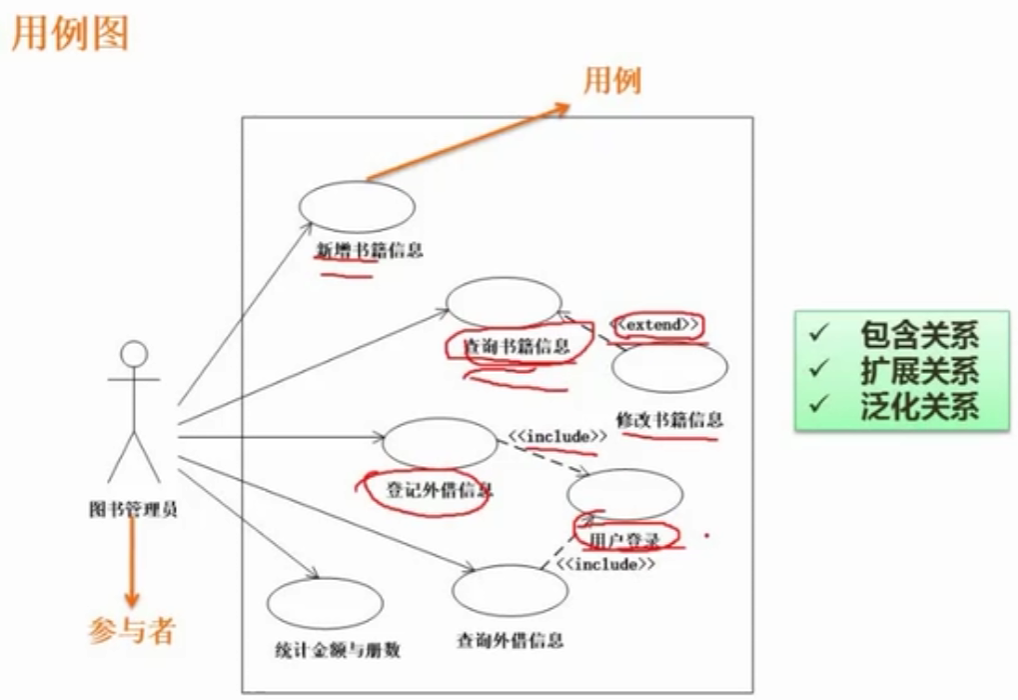 用例图
用例
新增书籍信息
<<extend>>
查询书籍信息
修改书籍信息
<<include>>
登记外借信息
图书管理员
用户登录
<<include>>
参与者
统计金额与册数
查询外借信息
✓ 包含关系
✓ 扩展关系
✓ 泛化关系